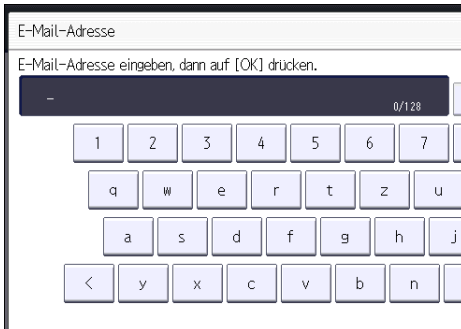 E-Mail-Adresse
E-Mail-Adresse eingeben, dann auf [OK] drücken.
_
0/128
1 2 3 4 5 6 7
q w e r t z u
a s d f g h j
< y x c v b n